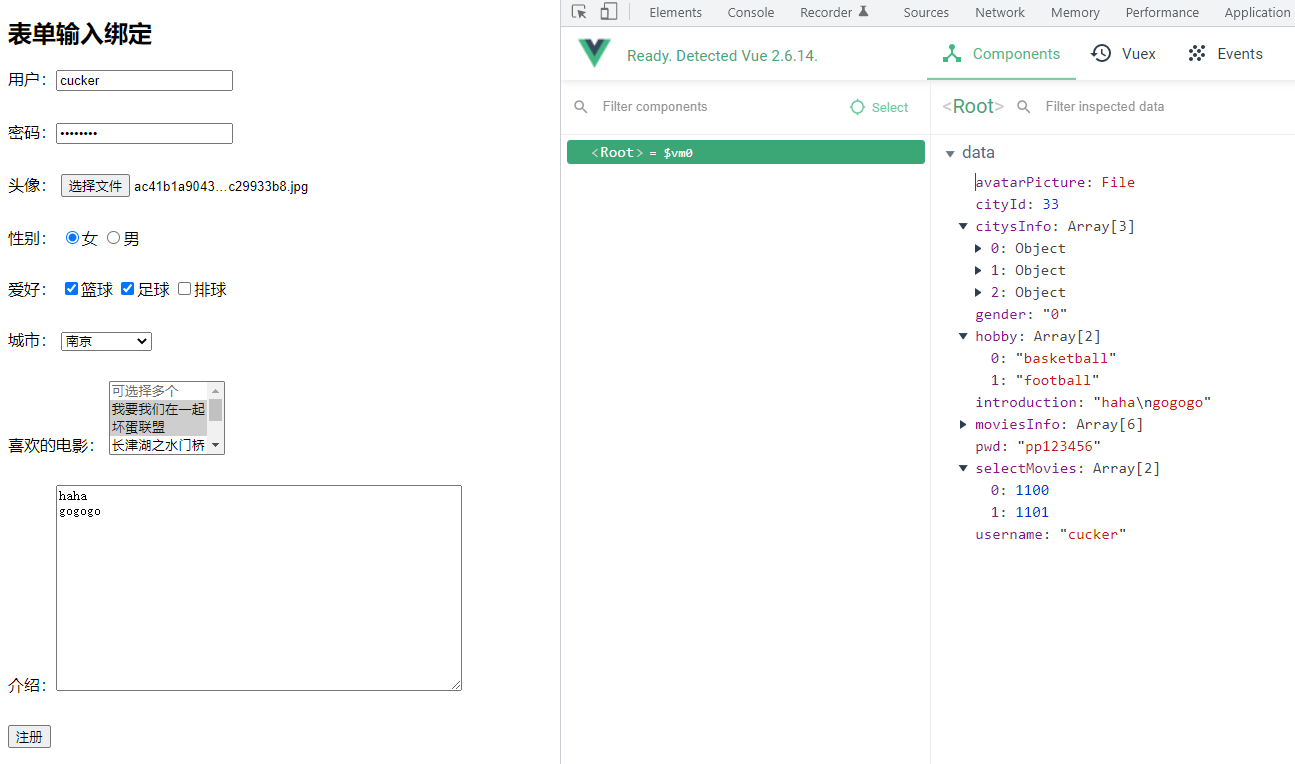 表单输入绑定
用户: cucker
密码: ••••••••
头像: 选择文件 ac41b1a9043...c29933b8.jpg
性别: 女 男
爱好: 篮球 足球 排球
城市: 南京
可选择多个
我要我们在一起
坏蛋联盟
喜欢的电影: 长津湖之水门桥
haha
gogogo
介绍:
注册
Elements Console Recorder Sources Network Memory Performance Application
Ready. Detected Vue 2.6.14. Components Vuex Events
Filter components Select
<Root> Filter inspected data
<Root> = $vm0
data
avatarPicture: File
cityId: 33
citysInfo: Array[3]
0: Object
1: Object
2: Object
gender: "0"
hobby: Array[2]
0: "basketball"
1: "football"
introduction: "haha\ngogogo"
moviesInfo: Array[6]
pwd: "pp123456"
selectMovies: Array[2]
0: 1100
1: 1101
username: "cucker"